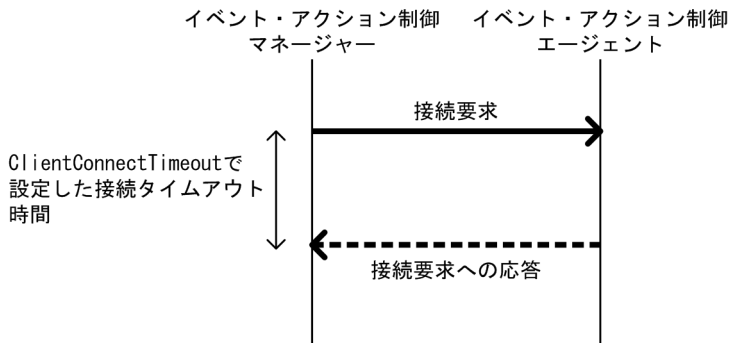 イベント・アクション制御
マネージャー
イベント・アクション制御
エージェント
接続要求
ClientConnectTimeoutで
設定した接続タイムアウト
時間
接続要求への応答